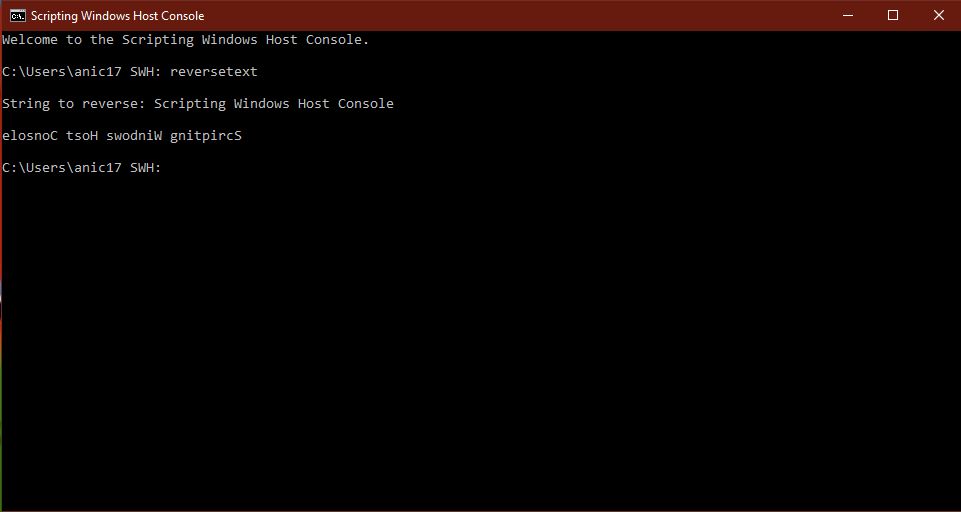 Scripting Windows Host Console
Welcome to the Scripting Windows Host Console.
C:\Users\anic17 SWH: reversetext
String to reverse: Scripting Windows Host Console
elosnoC tsoH swodniW gnitpircS
C:\Users\anic17 SWH: